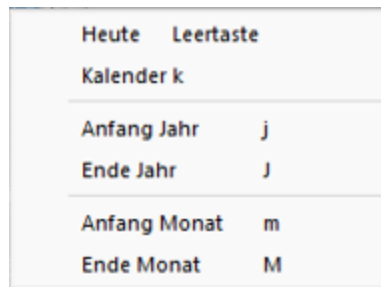 Heute Leertaste
Kalender k
Anfang Jahr j
Ende Jahr J
Anfang Monat m
Ende Monat M